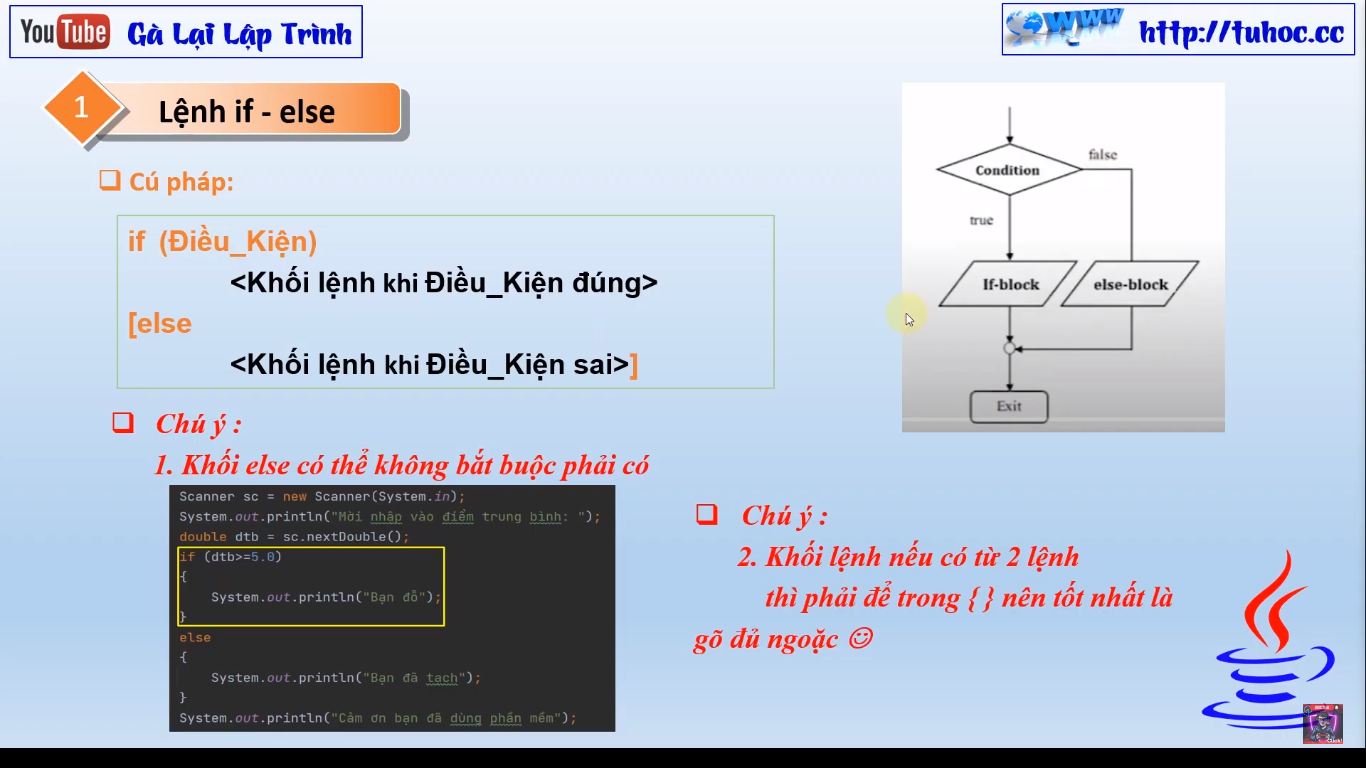 YouTube Gà Lại Lập Trình
WWW http://tuhoc.cc
1 Lệnh if - else
Cú pháp:
if (Điều_Kiện)
<Khối lệnh khi Điều_Kiện đúng>
[else
<Khối lệnh khi Điều_Kiện sai>]
Chú ý :
1. Khối else có thể không bắt buộc phải có
Scanner sc = new Scanner(System.in);
System.out.println("Mời nhập vào điểm trung bình: ");
double dtb = sc.nextDouble();
if (dtb>=5.0)
{
System.out.println("Bạn đỗ");
}
else
{
System.out.println("Bạn đã tạch");
}
System.out.println("Cảm ơn bạn đã dùng phần mềm");
false
Condition
true
If-block
else-block
Exit
Chú ý :
2. Khối lệnh nếu có từ 2 lệnh
thì phải để trong { } nên tốt nhất là
gõ đủ ngoặc ☺